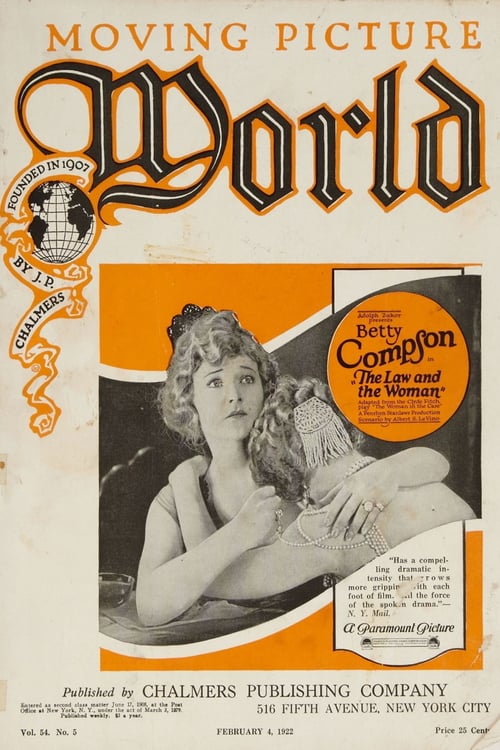 MOVING PICTURE
World
FOUNDED IN 1907
BY J.P.
CHALMERS
Adolph Zukor
presents
Betty
Compson
in
"The Law and
the Woman"
Adapted from the Clyde Fitch
play "The Woman in the Case"
A Penrhyn Stanlaws Production
Scenario by Albert S. Le Vino
"Has a compel-
ling dramatic in-
tensity that grows
more gripping with each
foot of film. All the force
of the spoken drama."—
N. Y. Mail.
A Paramount Picture
Published by CHALMERS PUBLISHING COMPANY
516 FIFTH AVENUE, NEW YORK CITY
Entered as second class matter June 17, 1908, at the Post
Office at New York, N. Y., under the act of March 3, 1879.
Published weekly. $3 a year.
Vol. 54. No. 5
FEBRUARY 4, 1922
Price 25 Cent